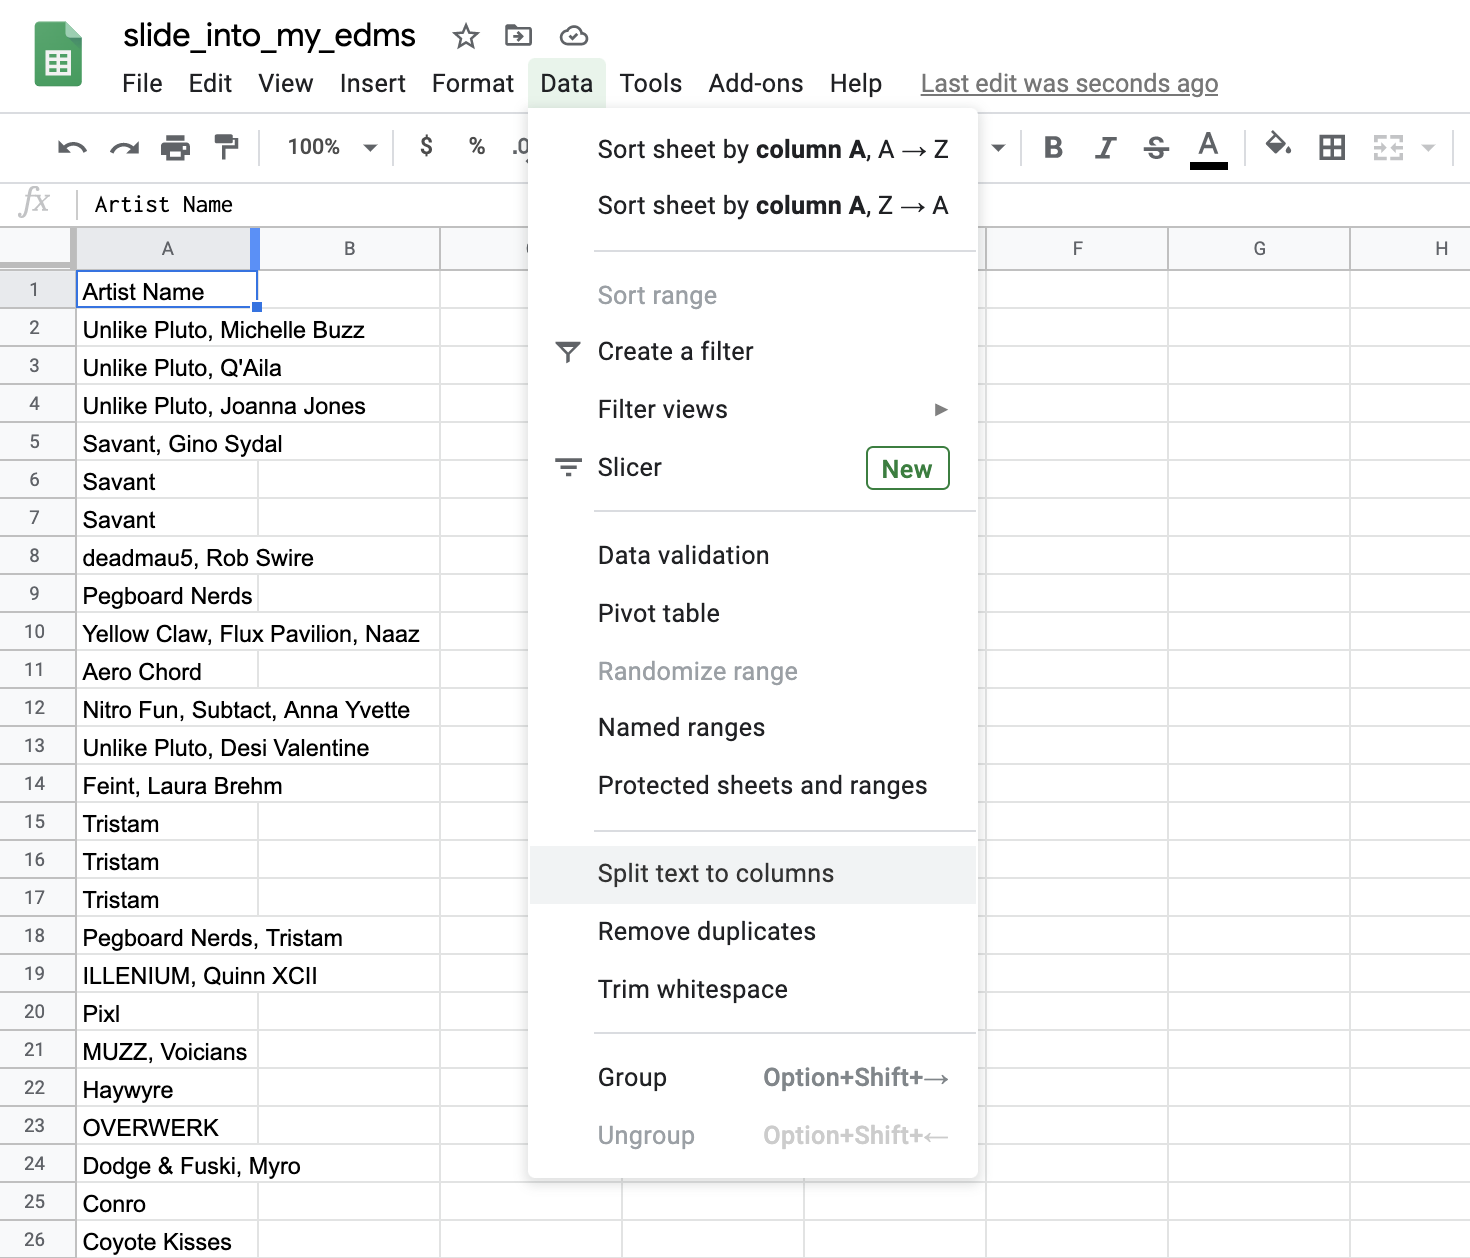 slide_into_my_edms
File Edit View Insert Format Data Tools Add-ons Help Last edit was seconds ago
100% $ % .0 B I S A
fx Artist Name
A B F G H
1 Artist Name
2 Unlike Pluto, Michelle Buzz
3 Unlike Pluto, Q'Aila
4 Unlike Pluto, Joanna Jones
5 Savant, Gino Sydal
6 Savant
7 Savant
8 deadmau5, Rob Swire
9 Pegboard Nerds
10 Yellow Claw, Flux Pavilion, Naaz
11 Aero Chord
12 Nitro Fun, Subtact, Anna Yvette
13 Unlike Pluto, Desi Valentine
14 Feint, Laura Brehm
15 Tristam
16 Tristam
17 Tristam
18 Pegboard Nerds, Tristam
19 ILLENIUM, Quinn XCII
20 Pixl
21 MUZZ, Voicians
22 Haywyre
23 OVERWERK
24 Dodge & Fuski, Myro
25 Conro
26 Coyote Kisses
Sort sheet by column A, A → Z
Sort sheet by column A, Z → A
Sort range
Create a filter
Filter views
Slicer New
Data validation
Pivot table
Randomize range
Named ranges
Protected sheets and ranges
Split text to columns
Remove duplicates
Trim whitespace
Group Option+Shift+→
Ungroup Option+Shift+←